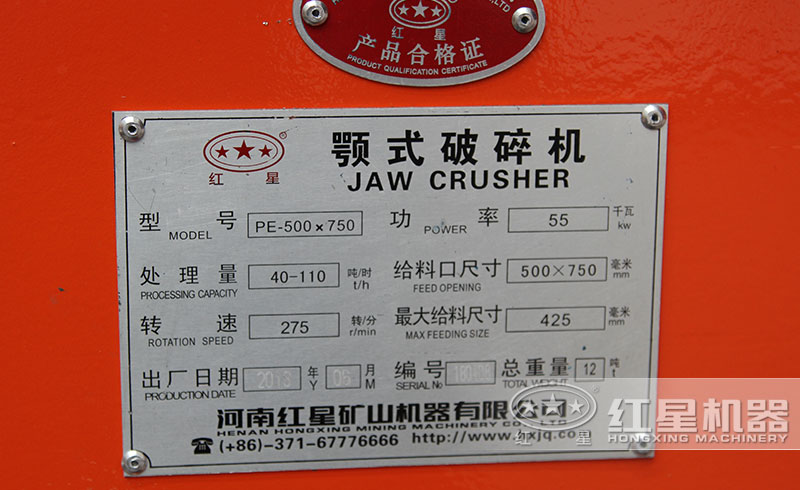 红 星
产品合格证
PRODUCT QUALIFICATION CERTIFICATE
红 星
颚式破碎机
JAW CRUSHER
型 号 MODEL PE-500×750 功 率 POWER 55 千瓦 kw
处理量 PROCESSING CAPACITY 40-110 吨/时 t/h 给料口尺寸 FEED OPENING 500×750 毫米 mm
转 速 ROTATION SPEED 275 转/分 r/min 最大给料尺寸 MAX FEEDING SIZE 425 毫米 mm
出厂日期 PRODUCTION DATE 年 Y 06 月 M 编号 SERIAL № 总重量 TOTAL WEIGHT 12 吨 t
河南红星矿山机器有限公司
HENAN HONGXING MINING MACHINERY CO., LTD
☎(+86)-371-67776666 http://www.hxjq.com
红 星
红星机器
HONGXING MACHINERY